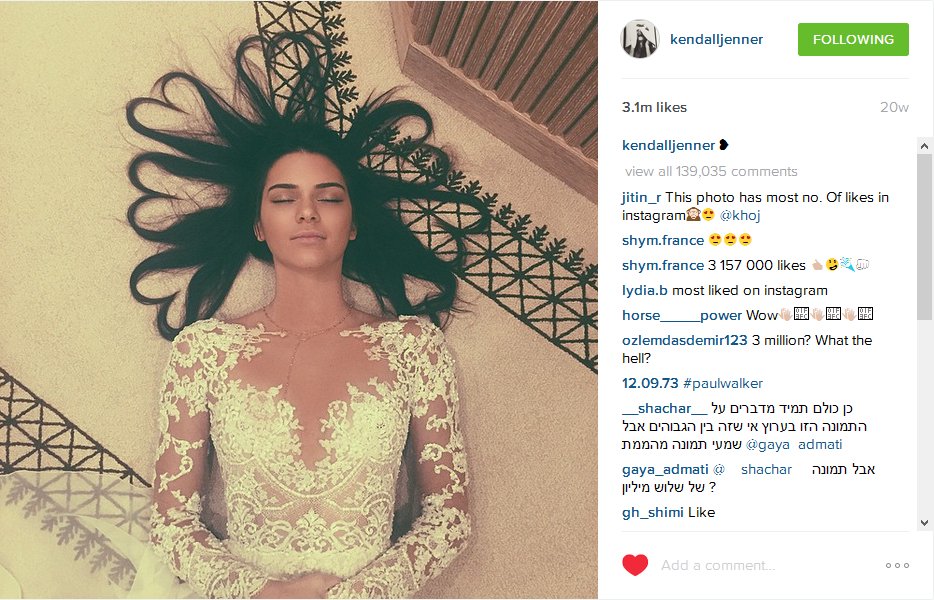 kendalljenner
FOLLOWING
3.1m likes
20w
kendalljenner
view all 139,035 comments
jitin_r This photo has most no. Of likes in
instagram🙊😍 @khoj
shym.france 😍😍😍
shym.france 3 157 000 likes
lydia.b most liked on instagram
horse_____power Wow
ozlemdasdemir123 3 million? What the
hell?
12.09.73 #paulwalker
__shachar__ כן כולם תמיד מדברים על
התמונה הזו בערוץ אי שזה בין הגבוהים אבל
שמעי תמונה מהממת @gaya_admati
gaya_admati @__shachar__ אבל תמונה
של שלוש מיליון ?
gh_shimi Like
Add a comment...